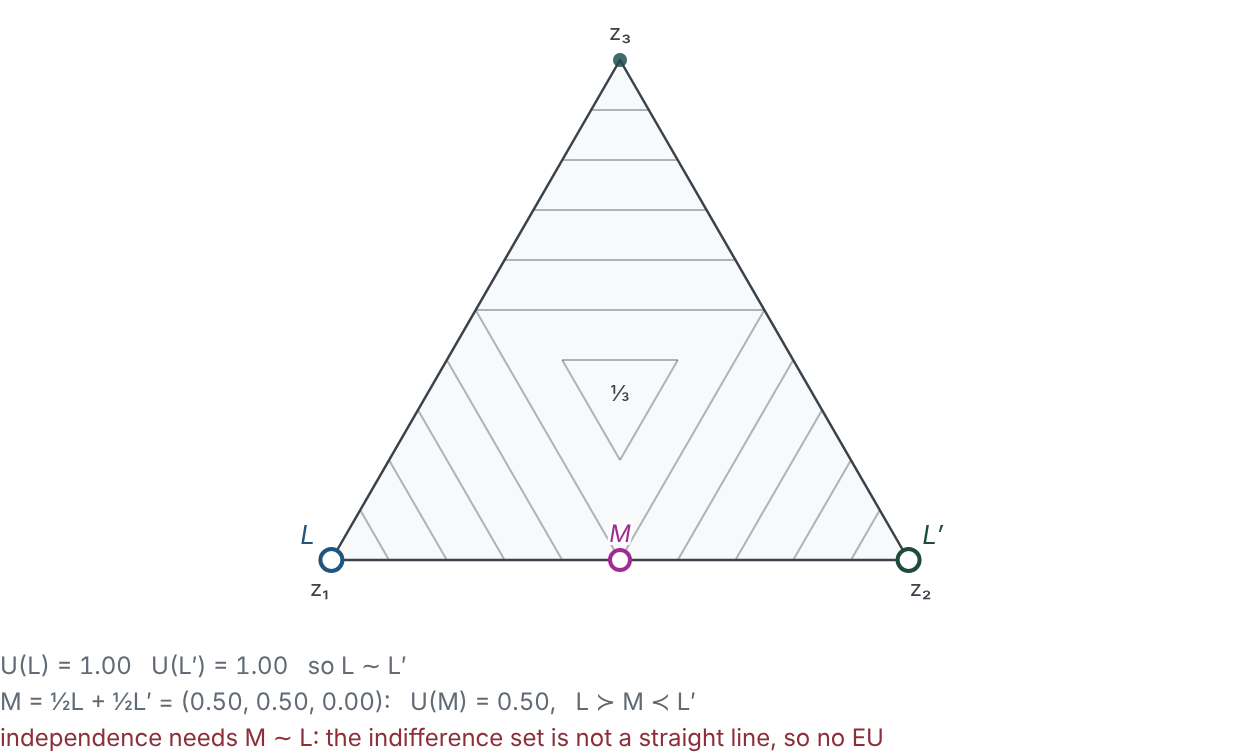 z₃
⅓
L
M
L′
z₁
z₂
U(L) = 1.00 U(L′) = 1.00 so L ∼ L′
M = ½L + ½L′ = (0.50, 0.50, 0.00): U(M) = 0.50, L ≻ M ≺ L′
independence needs M ∼ L: the indifference set is not a straight line, so no EU